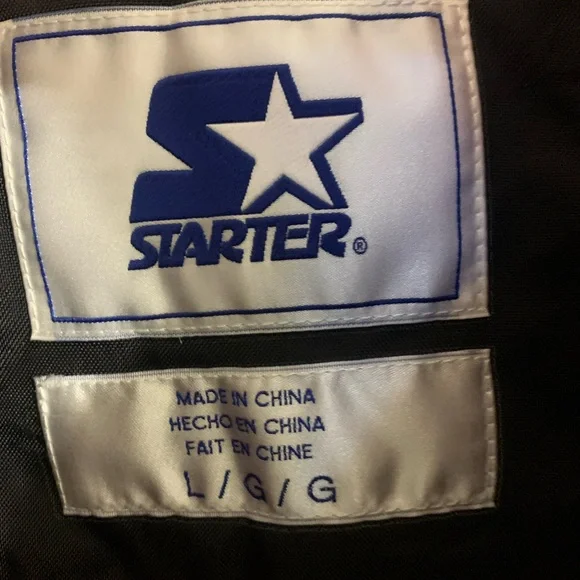 STARTER®
MADE IN CHINA
HECHO EN CHINA
FAIT EN CHINE
L / G / G